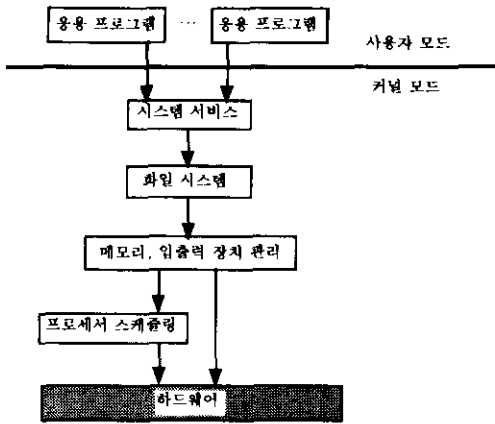 응용 프로그램 ... 응용 프로그램
사용자 모드
커널 모드
시스템 서비스
화일 시스템
메모리, 입출력 장치 관리
프로세서 스케쥴링
하드웨어